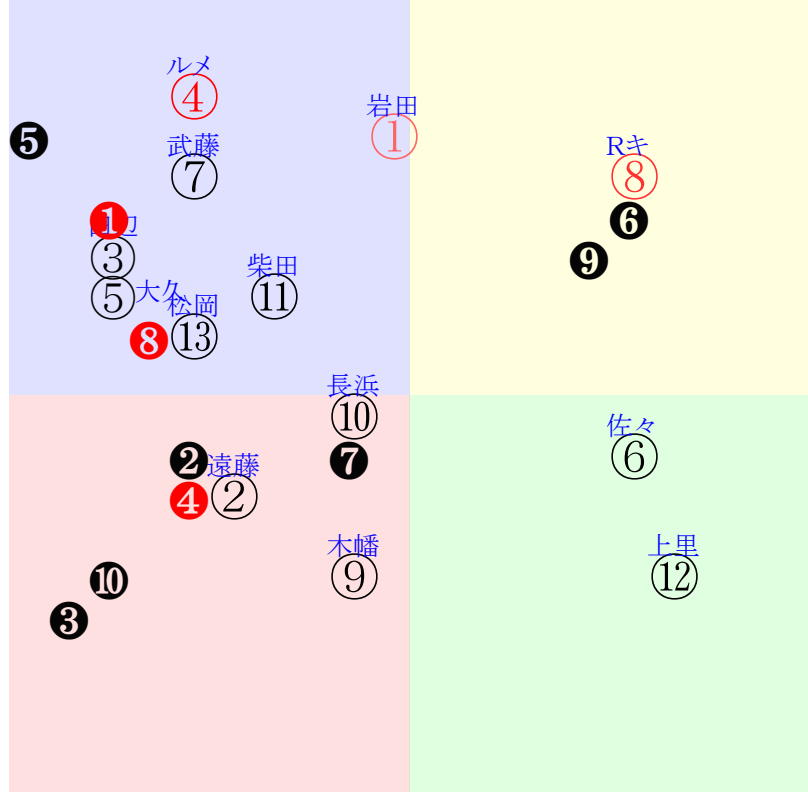 ルメ
④
岩田
①
❺
武藤
⑦
Rキ
⑧
❶
❻
③
❾
柴田
⑪
⑤
大久
松岡
⑬
❽
長浜
⑩
佐々
⑥
❷
遠藤
❼
❹
②
木幡
⑨
上里
⑫
❿
❸